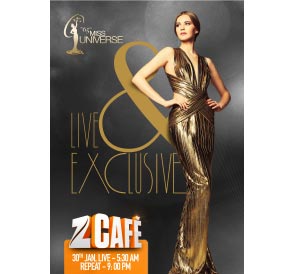 THE MISS
UNIVERSE
&
LIVE
EXCLUSIVE
Z CAFÉ
30TH JAN, LIVE - 5:30 AM
REPEAT - 9:00 PM